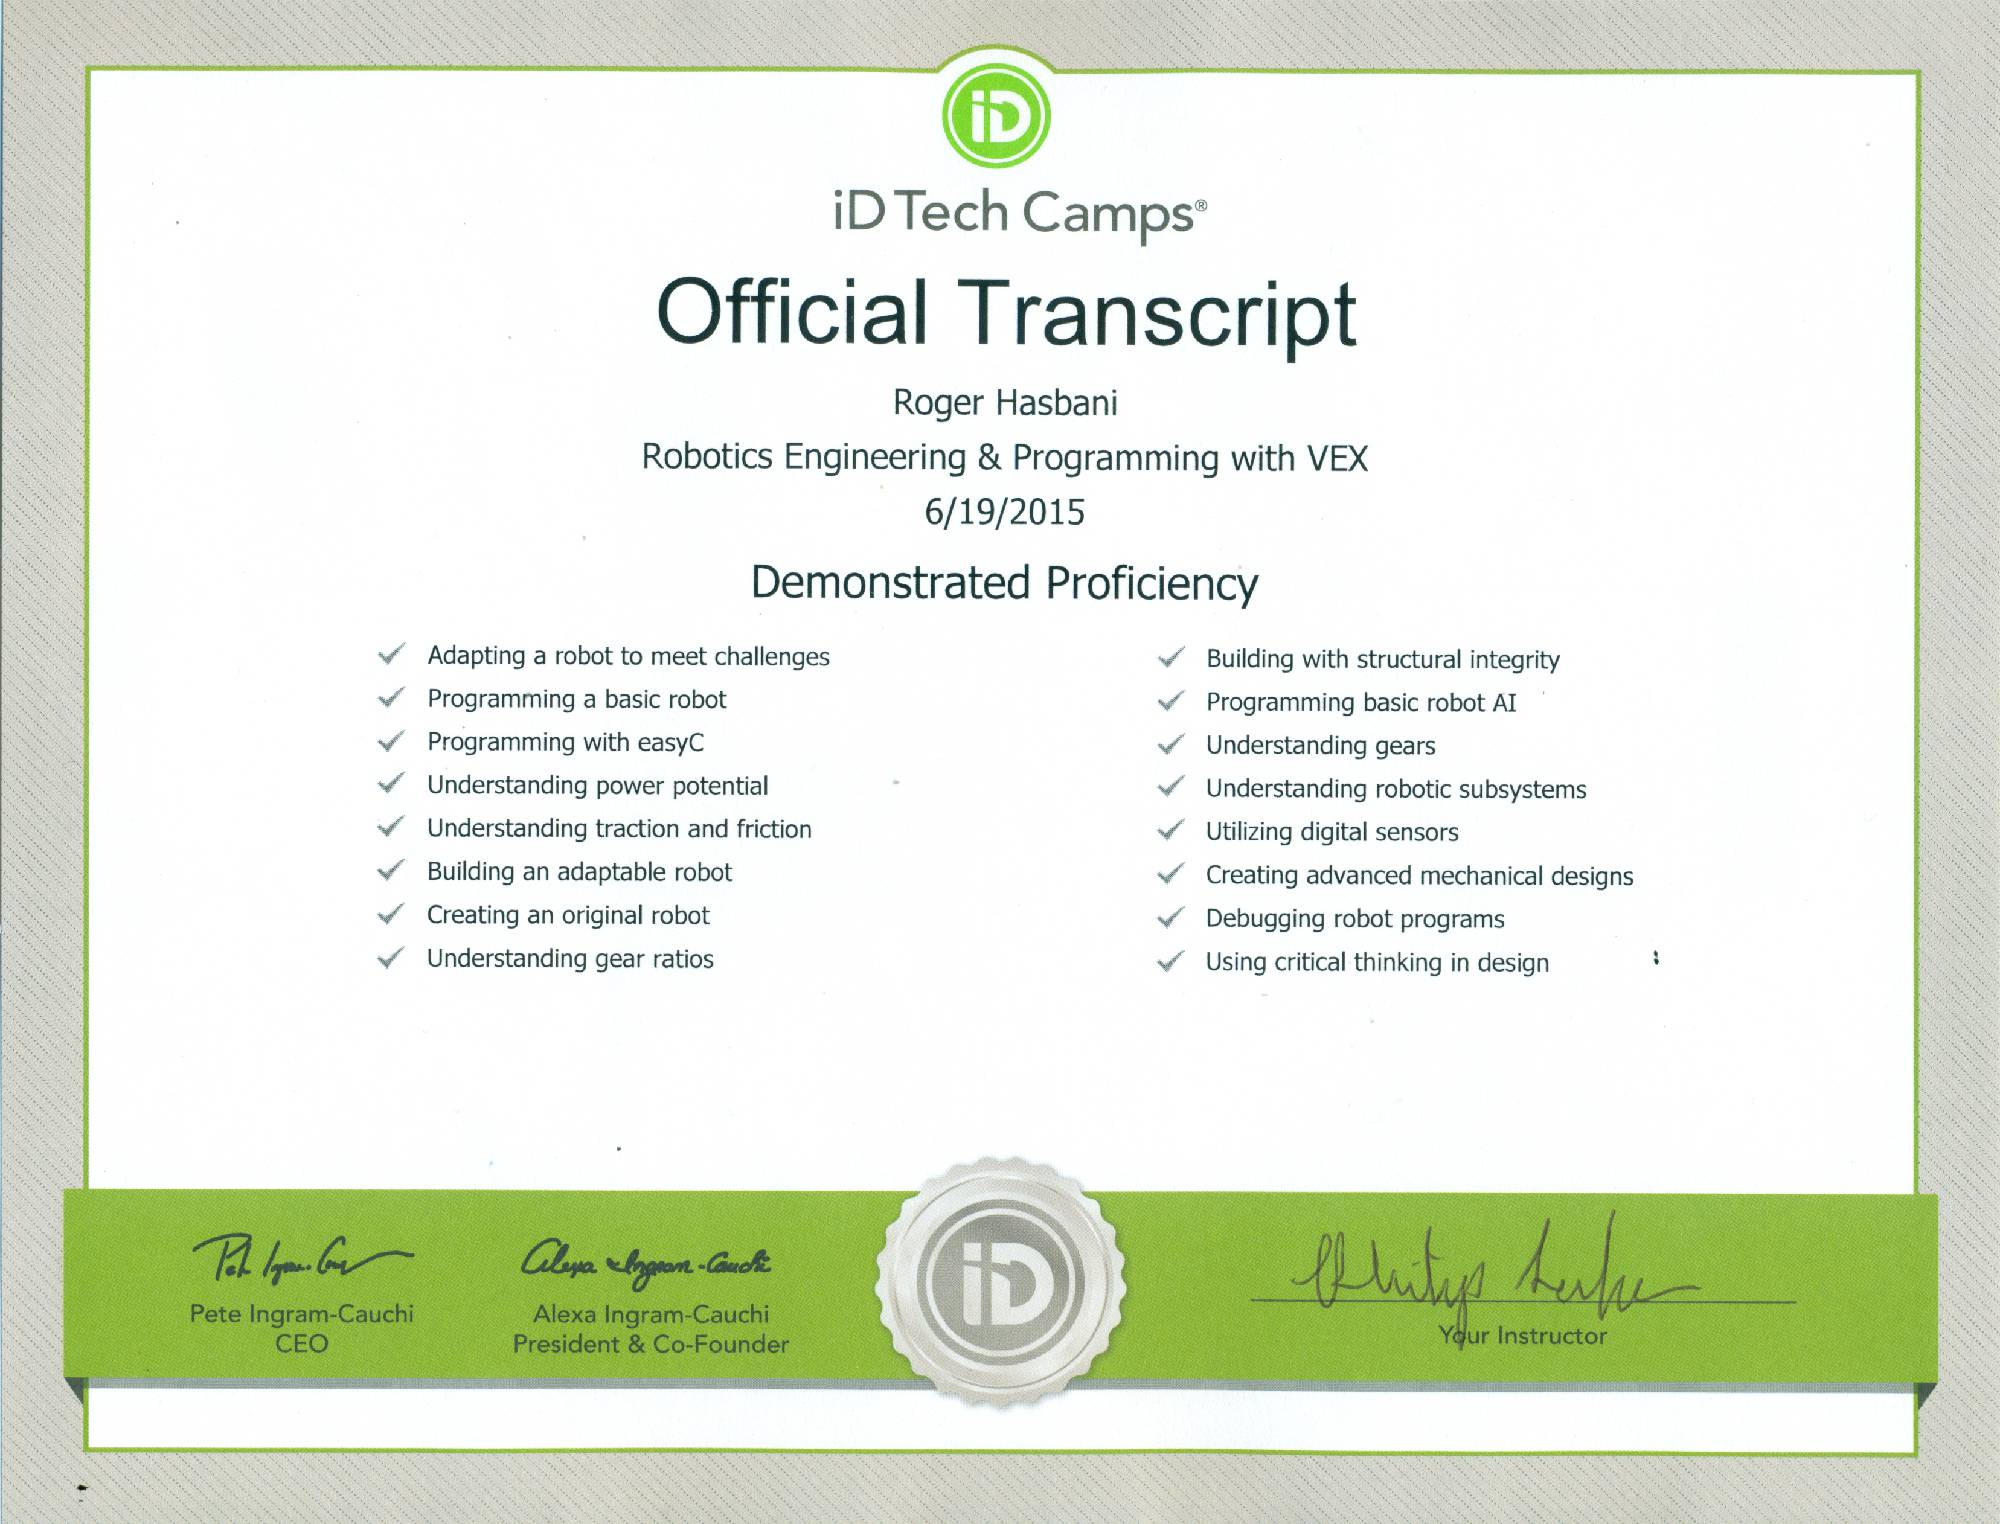 iD
iD Tech Camps®
Official Transcript
Roger Hasbani
Robotics Engineering & Programming with VEX
6/19/2015
Demonstrated Proficiency
Adapting a robot to meet challenges
Programming a basic robot
Programming with easyC
Understanding power potential
Understanding traction and friction
Building an adaptable robot
Creating an original robot
Understanding gear ratios
Building with structural integrity
Programming basic robot AI
Understanding gears
Understanding robotic subsystems
Utilizing digital sensors
Creating advanced mechanical designs
Debugging robot programs
Using critical thinking in design
Alexa Ingram-Cauchi
Pete Ingram-Cauchi
CEO
Alexa Ingram-Cauchi
President & Co-Founder
iD
Your Instructor